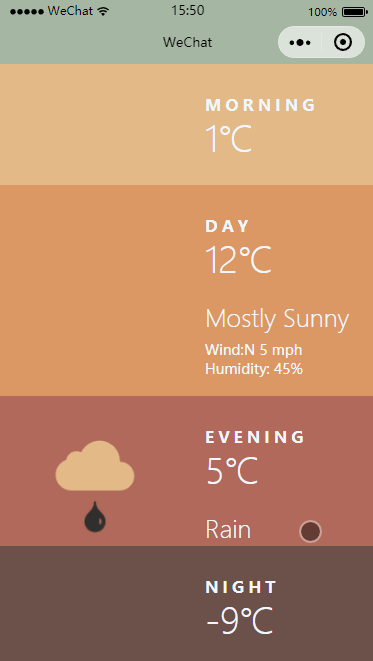 WeChat 15:50 100%
WeChat
MORNING
1°C
DAY
12°C
Mostly Sunny
Wind:N 5 mph
Humidity: 45%
EVENING
5°C
Rain
NIGHT
-9°C